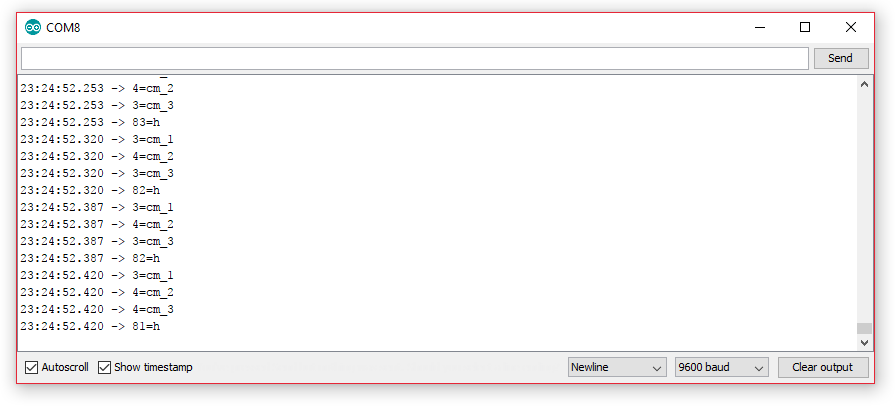 COM8
Send
23:24:52.253 -> 4=cm_2
23:24:52.253 -> 3=cm_3
23:24:52.253 -> 83=h
23:24:52.320 -> 3=cm_1
23:24:52.320 -> 4=cm_2
23:24:52.320 -> 3=cm_3
23:24:52.320 -> 82=h
23:24:52.387 -> 3=cm_1
23:24:52.387 -> 4=cm_2
23:24:52.387 -> 3=cm_3
23:24:52.387 -> 82=h
23:24:52.420 -> 3=cm_1
23:24:52.420 -> 4=cm_2
23:24:52.420 -> 4=cm_3
23:24:52.420 -> 81=h
Autoscroll Show timestamp Newline 9600 baud Clear output